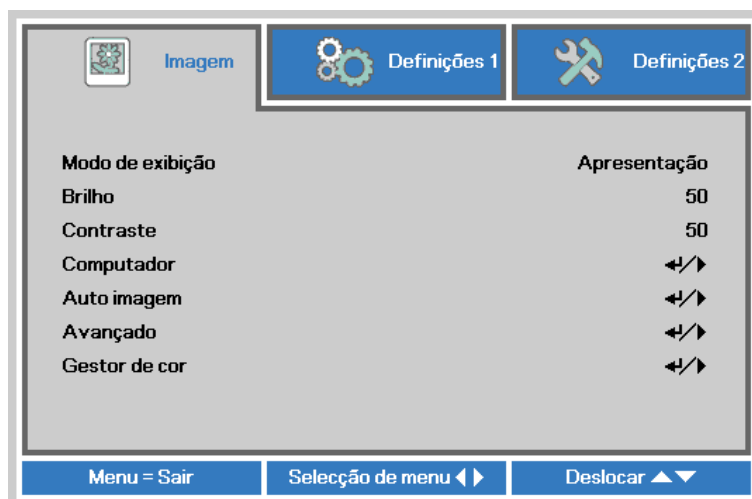 Imagem Definições 1 Definições 2
Modo de exibição Apresentação
Brilho 50
Contraste 50
Computador
Auto imagem
Avançado
Gestor de cor
Menu = Sair Selecção de menu Deslocar